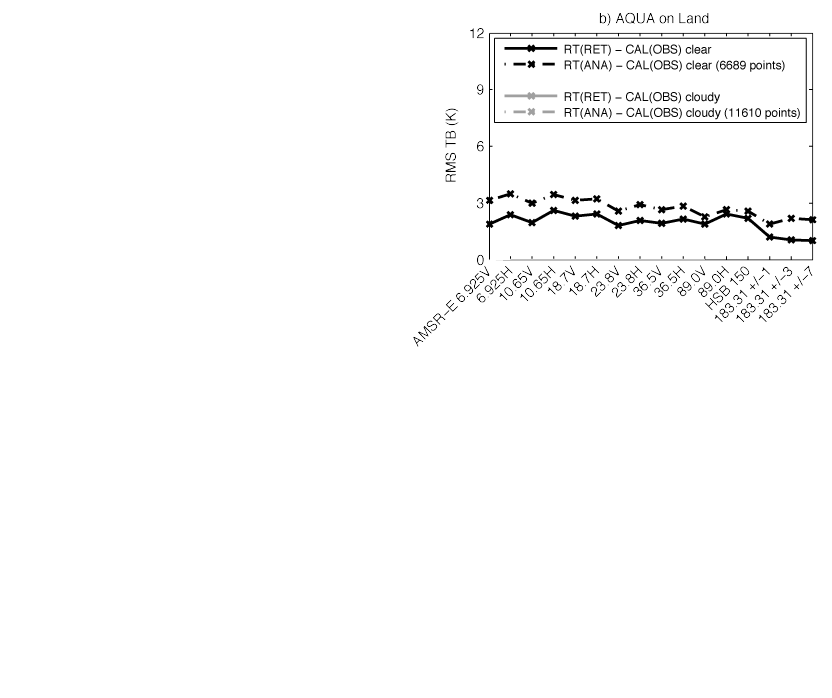 b) AQUA on Land
12
9
6
3
0
RMS TB (K)
RT(RET) − CAL(OBS) clear
RT(ANA) − CAL(OBS) clear (6689 points)
RT(RET) − CAL(OBS) cloudy
RT(ANA) − CAL(OBS) cloudy (11610 points)
AMSR−E 6.925V
6 925H
10 65V
10.65H
18.7V
18.7H
23 8V
23.8H
36.5V
36.5H
89.0V
89.0H
HSB 150
183.31 +/−1
183.31 +/−3
183.31 +/−7